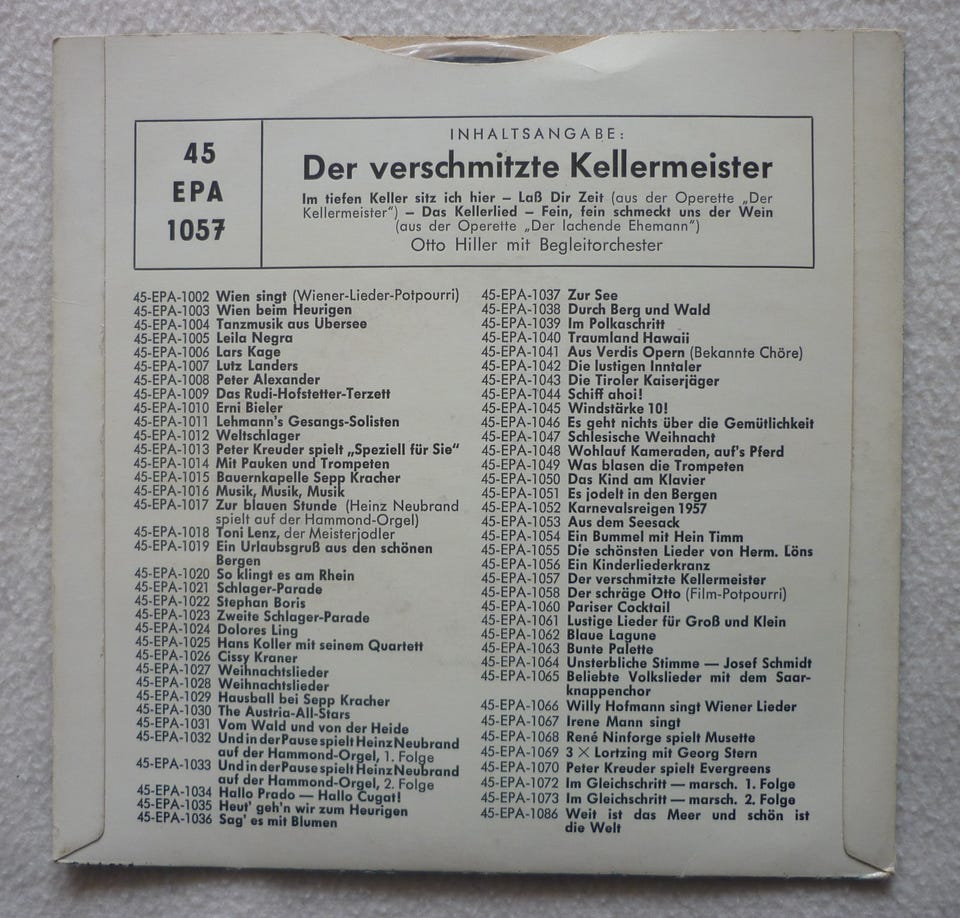 45
EPA
1057
INHALTSANGABE:
Der verschmitzte Kellermeister
Im tiefen Keller sitz ich hier – Laß Dir Zeit (aus der Operette „Der
Kellermeister“) – Das Kellerlied – Fein, fein schmeckt uns der Wein
(aus der Operette „Der lachende Ehemann“)
Otto Hiller mit Begleitorchester
45-EPA-1002 Wien singt (Wiener-Lieder-Potpourri)
45-EPA-1003 Wien beim Heurigen
45-EPA-1004 Tanzmusik aus Übersee
45-EPA-1005 Leila Negra
45-EPA-1006 Lars Kage
45-EPA-1007 Lutz Landers
45-EPA-1008 Peter Alexander
45-EPA-1009 Das Rudi-Hofstetter-Terzett
45-EPA-1010 Erni Bieler
45-EPA-1011 Lehmann's Gesangs-Solisten
45-EPA-1012 Weltschlager
45-EPA-1013 Peter Kreuder spielt „Speziell für Sie“
45-EPA-1014 Mit Pauken und Trompeten
45-EPA-1015 Bauernkapelle Sepp Kracher
45-EPA-1016 Musik, Musik, Musik
45-EPA-1017 Zur blauen Stunde (Heinz Neubrand
spielt auf der Hammond-Orgel)
45-EPA-1018 Toni Lenz, der Meisterjodler
45-EPA-1019 Ein Urlaubsgruß aus den schönen
Bergen
45-EPA-1020 So klingt es am Rhein
45-EPA-1021 Schlager-Parade
45-EPA-1022 Stephan Boris
45-EPA-1023 Zweite Schlager-Parade
45-EPA-1024 Dolores Ling
45-EPA-1025 Hans Koller mit seinem Quartett
45-EPA-1026 Cissy Kraner
45-EPA-1027 Weihnachtslieder
45-EPA-1028 Weihnachtslieder
45-EPA-1029 Hausball bei Sepp Kracher
45-EPA-1030 The Austria-All-Stars
45-EPA-1031 Vom Wald und von der Heide
45-EPA-1032 Und in der Pause spielt Heinz Neubrand
auf der Hammond-Orgel, 1. Folge
45-EPA-1033 Und in der Pause spielt Heinz Neubrand
auf der Hammond-Orgel, 2. Folge
45-EPA-1034 Hallo Prado — Hallo Cugat!
45-EPA-1035 Heut' geh'n wir zum Heurigen
45-EPA-1036 Sag' es mit Blumen
45-EPA-1037 Zur See
45-EPA-1038 Durch Berg und Wald
45-EPA-1039 Im Polkaschritt
45-EPA-1040 Traumland Hawaii
45-EPA-1041 Aus Verdis Opern (Bekannte Chöre)
45-EPA-1042 Die lustigen Inntaler
45-EPA-1043 Die Tiroler Kaiserjäger
45-EPA-1044 Schiff ahoi!
45-EPA-1045 Windstärke 10!
45-EPA-1046 Es geht nichts über die Gemütlichkeit
45-EPA-1047 Schlesische Weihnacht
45-EPA-1048 Wohlauf Kameraden, auf's Pferd
45-EPA-1049 Was blasen die Trompeten
45-EPA-1050 Das Kind am Klavier
45-EPA-1051 Es jodelt in den Bergen
45-EPA-1052 Karnevalsreigen 1957
45-EPA-1053 Aus dem Seesack
45-EPA-1054 Ein Bummel mit Hein Timm
45-EPA-1055 Die schönsten Lieder von Herm. Löns
45-EPA-1056 Ein Kinderliederkranz
45-EPA-1057 Der verschmitzte Kellermeister
45-EPA-1058 Der schräge Otto (Film-Potpourri)
45-EPA-1060 Pariser Cocktail
45-EPA-1061 Lustige Lieder für Groß und Klein
45-EPA-1062 Blaue Lagune
45-EPA-1063 Bunte Palette
45-EPA-1064 Unsterbliche Stimme — Josef Schmidt
45-EPA-1065 Beliebte Volkslieder mit dem Saar-
knappenchor
45-EPA-1066 Willy Hofmann singt Wiener Lieder
45-EPA-1067 Irene Mann singt
45-EPA-1068 René Ninforge spielt Musette
45-EPA-1069 3 × Lortzing mit Georg Stern
45-EPA-1070 Peter Kreuder spielt Evergreens
45-EPA-1072 Im Gleichschritt — marsch. 1. Folge
45-EPA-1073 Im Gleichschritt — marsch. 2. Folge
45-EPA-1086 Weit ist das Meer und schön ist
die Welt